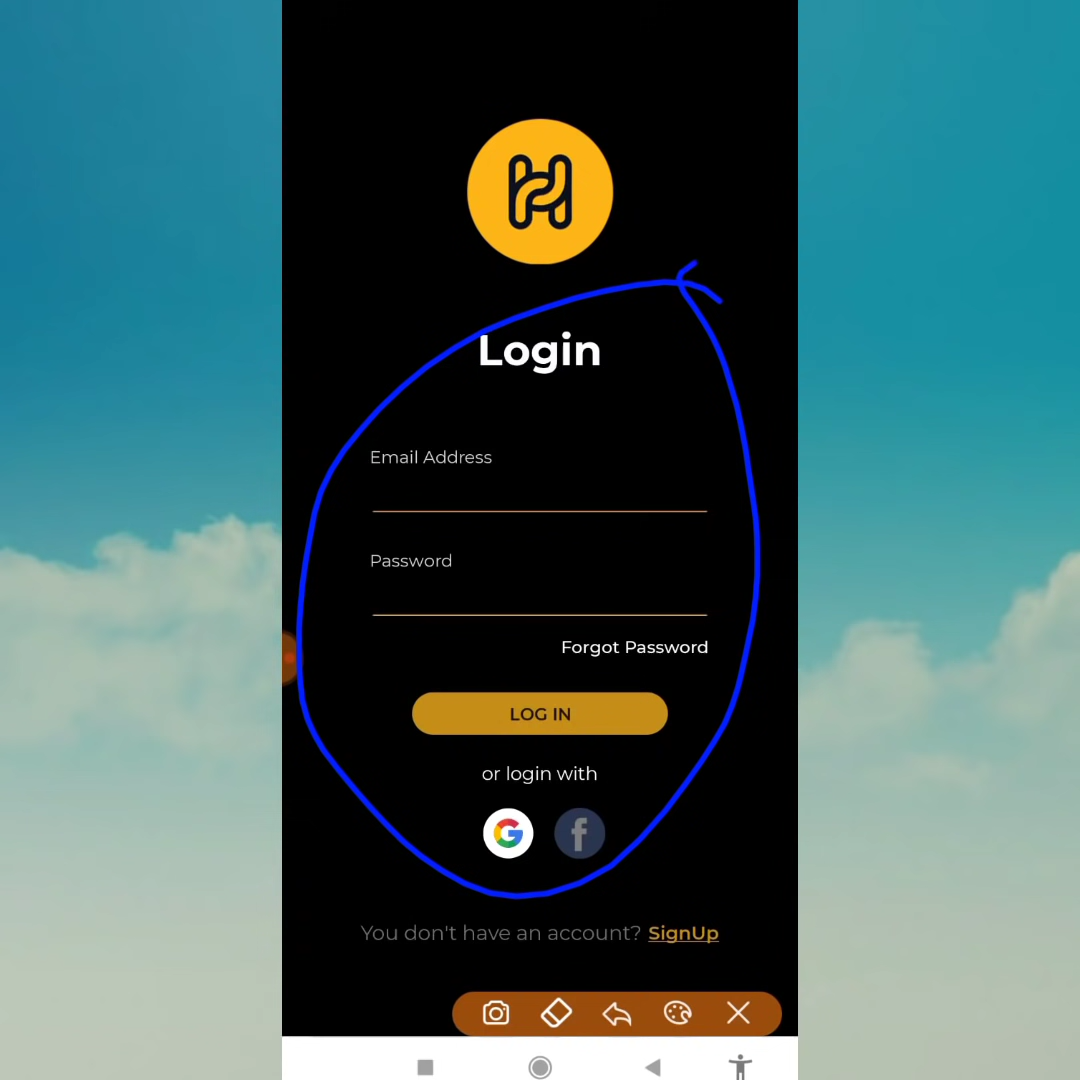 Login
Email Address
Password
Forgot Password
LOG IN
or login with
You don't have an account? SignUp